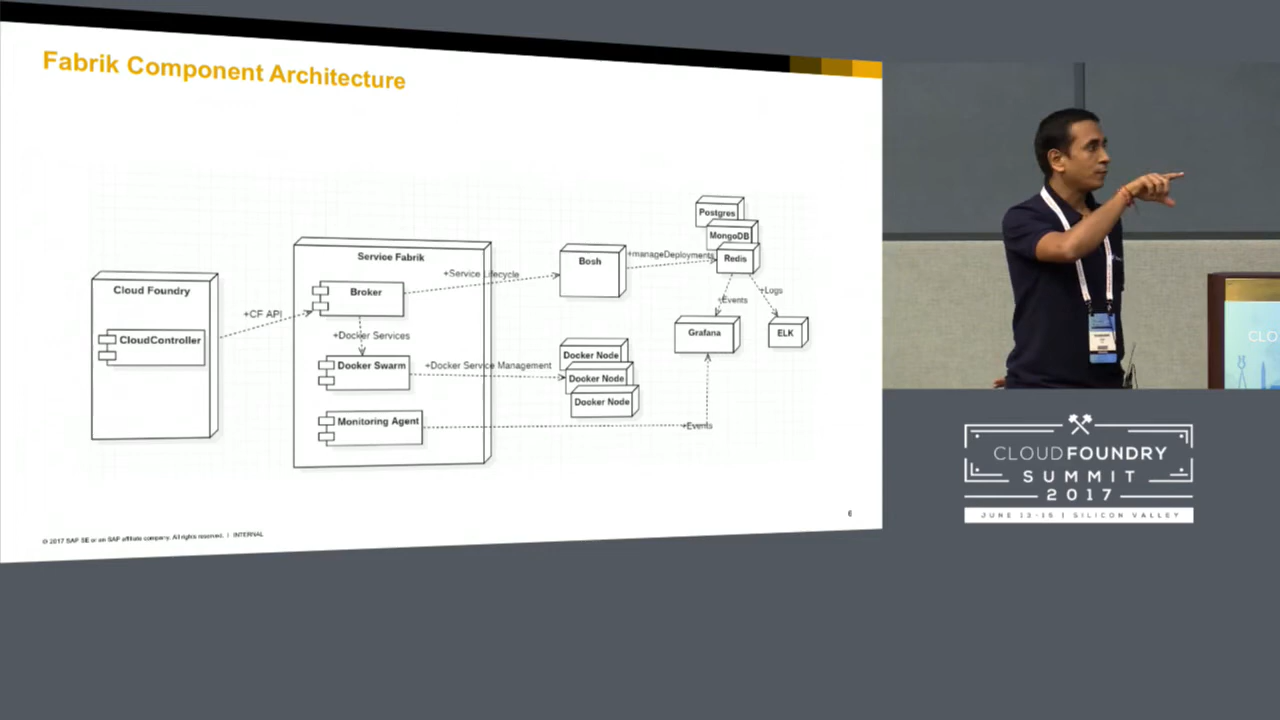 Fabrik Component Architecture
Cloud Foundry
CloudController
+CF API
Service Fabrik
Broker
+Docker Services
Docker Swarm
Monitoring Agent
+Service Lifecycle
Bosh
+manageDeployments
Postgres
MongoDB
Redis
+Events
+Logs
Grafana
ELK
+Docker Service Management
Docker Node
Docker Node
Docker Node
+Events
6
© 2017 SAP SE or an SAP affiliate company. All rights reserved. | INTERNAL
CLO
CLOUDFOUNDRY
SUMMIT
2017
JUNE 13-15 | SILICON VALLEY